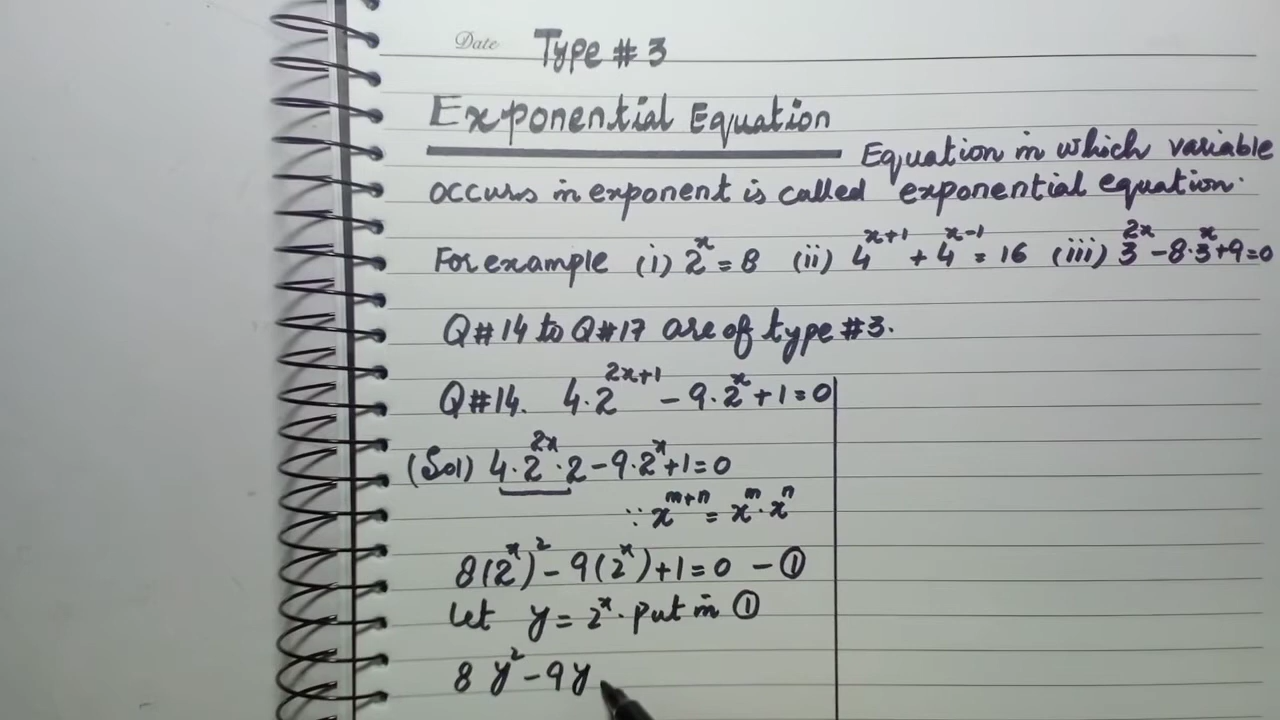 Date Type # 3
Exponential Equation
Equation in which variable
occurs in exponent is called exponential equation.
For example (i) 2^x = 8 (ii) 4^{x+1} + 4^{x-1} = 16 (iii) 3^{2x} - 8·3^x + 9 = 0
Q#14 to Q#17 are of type #3.
Q#14. 4·2^{2x+1} - 9·2^x + 1 = 0
(Sol) 4·2^{2x}·2 - 9·2^x + 1 = 0
∵ x^{m+n} = x^m · x^n
8(2^x)^2 - 9(2^x) + 1 = 0 - ①
Let y = 2^x. put in ①
8 y^2 - 9y